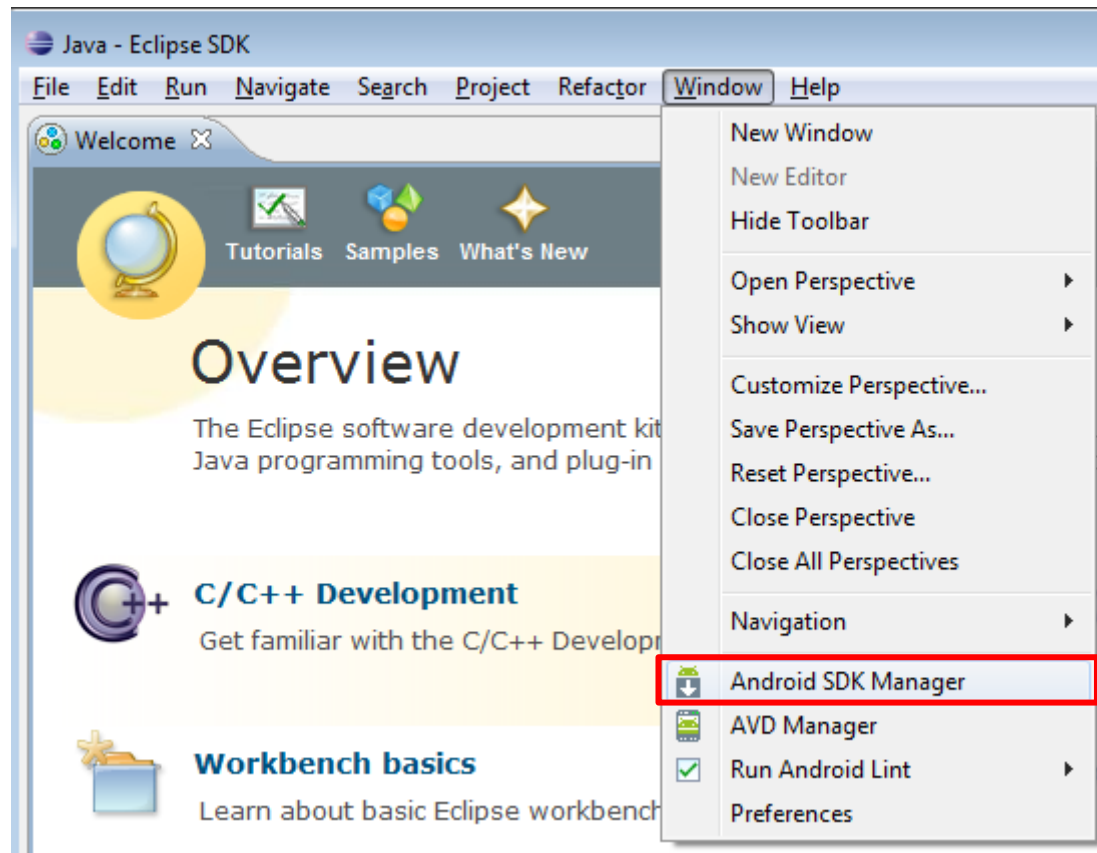 Java - Eclipse SDK
File Edit Run Navigate Search Project Refactor Window Help
Welcome
Tutorials Samples What's New
Overview
The Eclipse software development kit
Java programming tools, and plug-in
C/C++ Development
Get familiar with the C/C++
Workbench basics
Learn about basic Eclipse
New Window
New Editor
Hide Toolbar
Open Perspective
Show View
Customize Perspective...
Save Perspective As...
Reset Perspective...
Close Perspective
Close All Perspectives
Navigation
Android SDK Manager
AVD Manager
Run Android Lint
Preferences